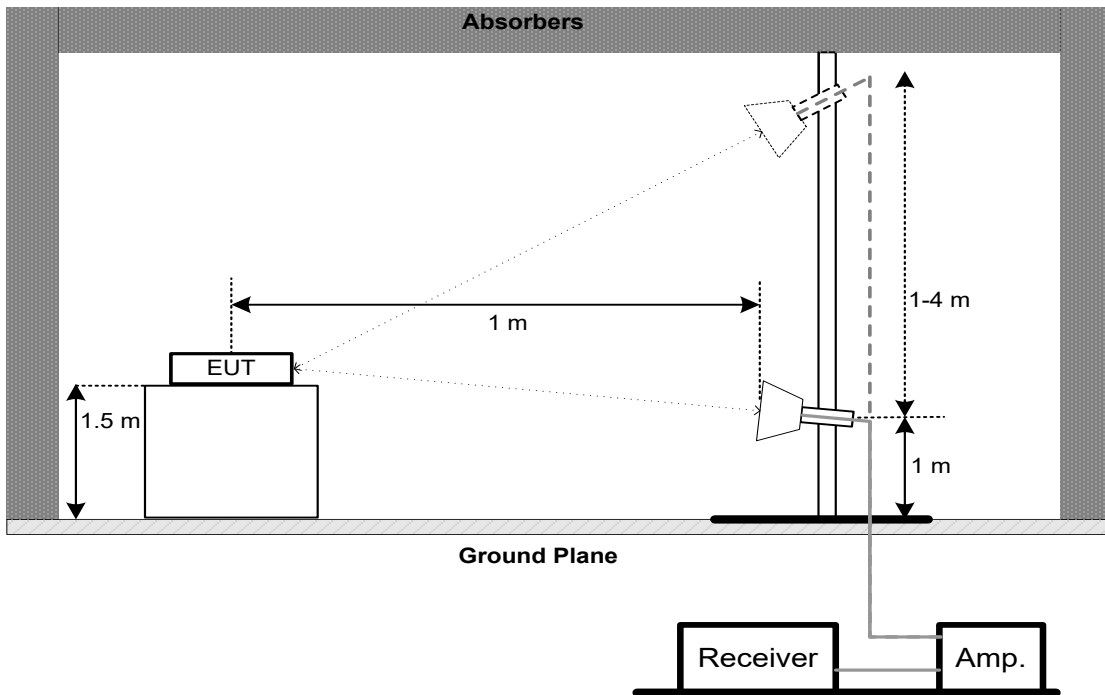 Absorbers
1-4 m
1 m
EUT
1.5 m
1 m
Ground Plane
Receiver
Amp.